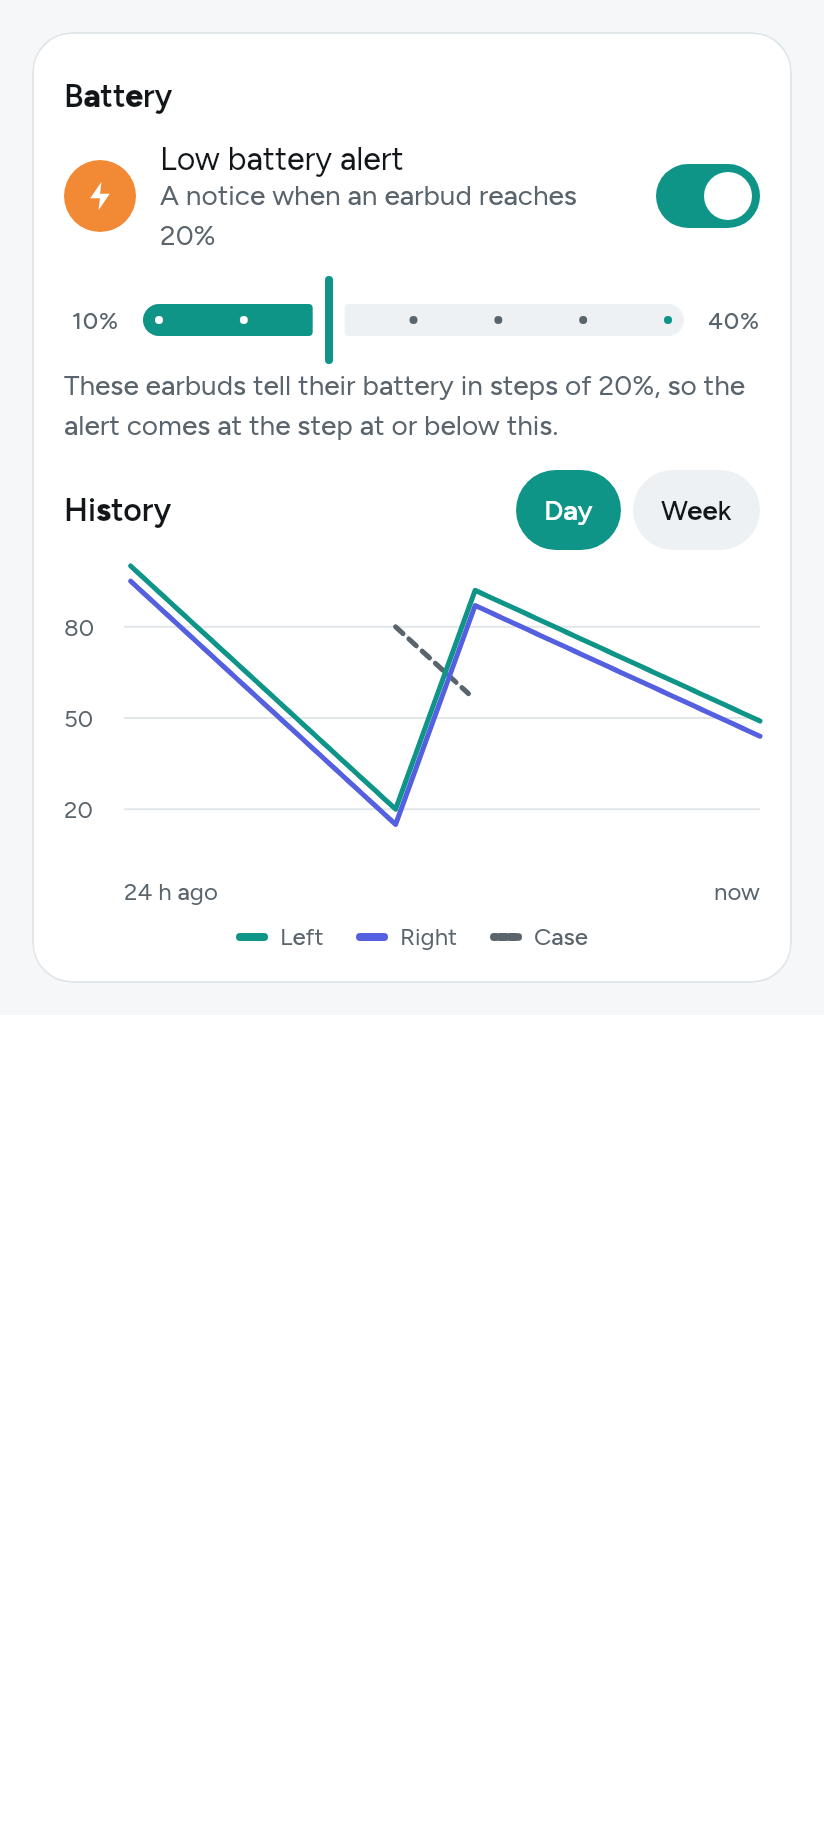 Battery
Low battery alert
A notice when an earbud reaches
20%
10%
40%
These earbuds tell their battery in steps of 20%, so the
alert comes at the step at or below this.
History
Day
Week
80
50
20
24 h ago
now
Left
Right
Case